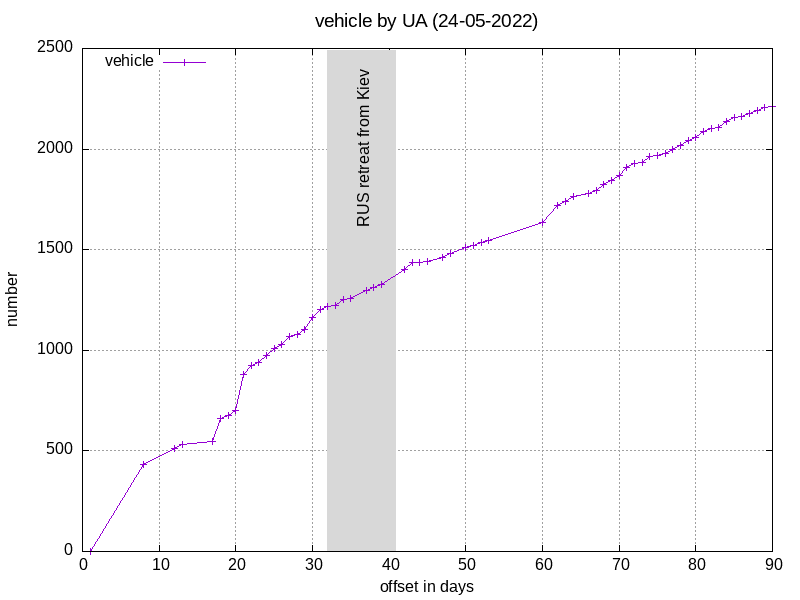 vehicle by UA (24-05-2022)
2500
vehicle
RUS retreat from Kiev
2000
1500
number
1000
500
0
0 10 20 30 40 50 60 70 80 90
offset in days